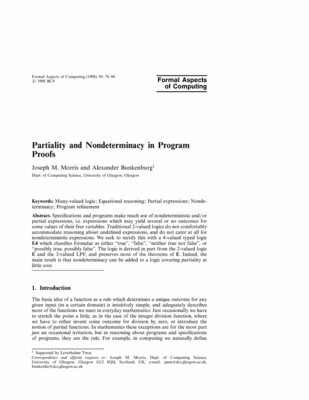 Formal Aspects of Computing (1998) 10: 76–96
© 1998 BCS
Formal Aspects
of Computing
Partiality and Nondeterminacy in Program
Proofs
Joseph M. Morris and Alexander Bunkenburg¹
Dept. of Computing Science, University of Glasgow, Glasgow
Keywords: Many-valued logic; Equational reasoning; Partial expressions; Nonde-
terminacy; Program refinement
Abstract. Specifications and programs make much use of nondeterministic and/or
partial expressions, i.e. expressions which may yield several or no outcomes for
some values of their free variables. Traditional 2-valued logics do not comfortably
accommodate reasoning about undefined expressions, and do not cater at all for
nondeterministic expressions. We seek to rectify this with a 4-valued typed logic
E4 which classifies formulae as either “true”, “false”, “neither true nor false”, or
“possibly true, possibly false”. The logic is derived in part from the 2-valued logic
E and the 3-valued LPF, and preserves most of the theorems of E. Indeed, the
main result is that nondeterminacy can be added to a logic covering partiality at
little cost.
1. Introduction
The basic idea of a function as a rule which determines a unique outcome for any
given input (in a certain domain) is intuitively simple, and adequately describes
most of the functions we meet in everyday mathematics. Just occasionally we have
to stretch the point a little, as in the case of the integer division function, where
we have to either invent some outcome for division by zero, or introduce the
notion of partial functions. In mathematics these exceptions are for the most part
just an occasional irritation, but in reasoning about programs and specifications
of programs, they are the rule. For example, in computing we naturally define
¹ Supported by Leverhulme Trust.
Correspondence and offprint requests to: Joseph M. Morris, Dept. of Computing Science,
University of Glasgow, Glasgow G12 8QQ, Scotland, UK. e-mail: